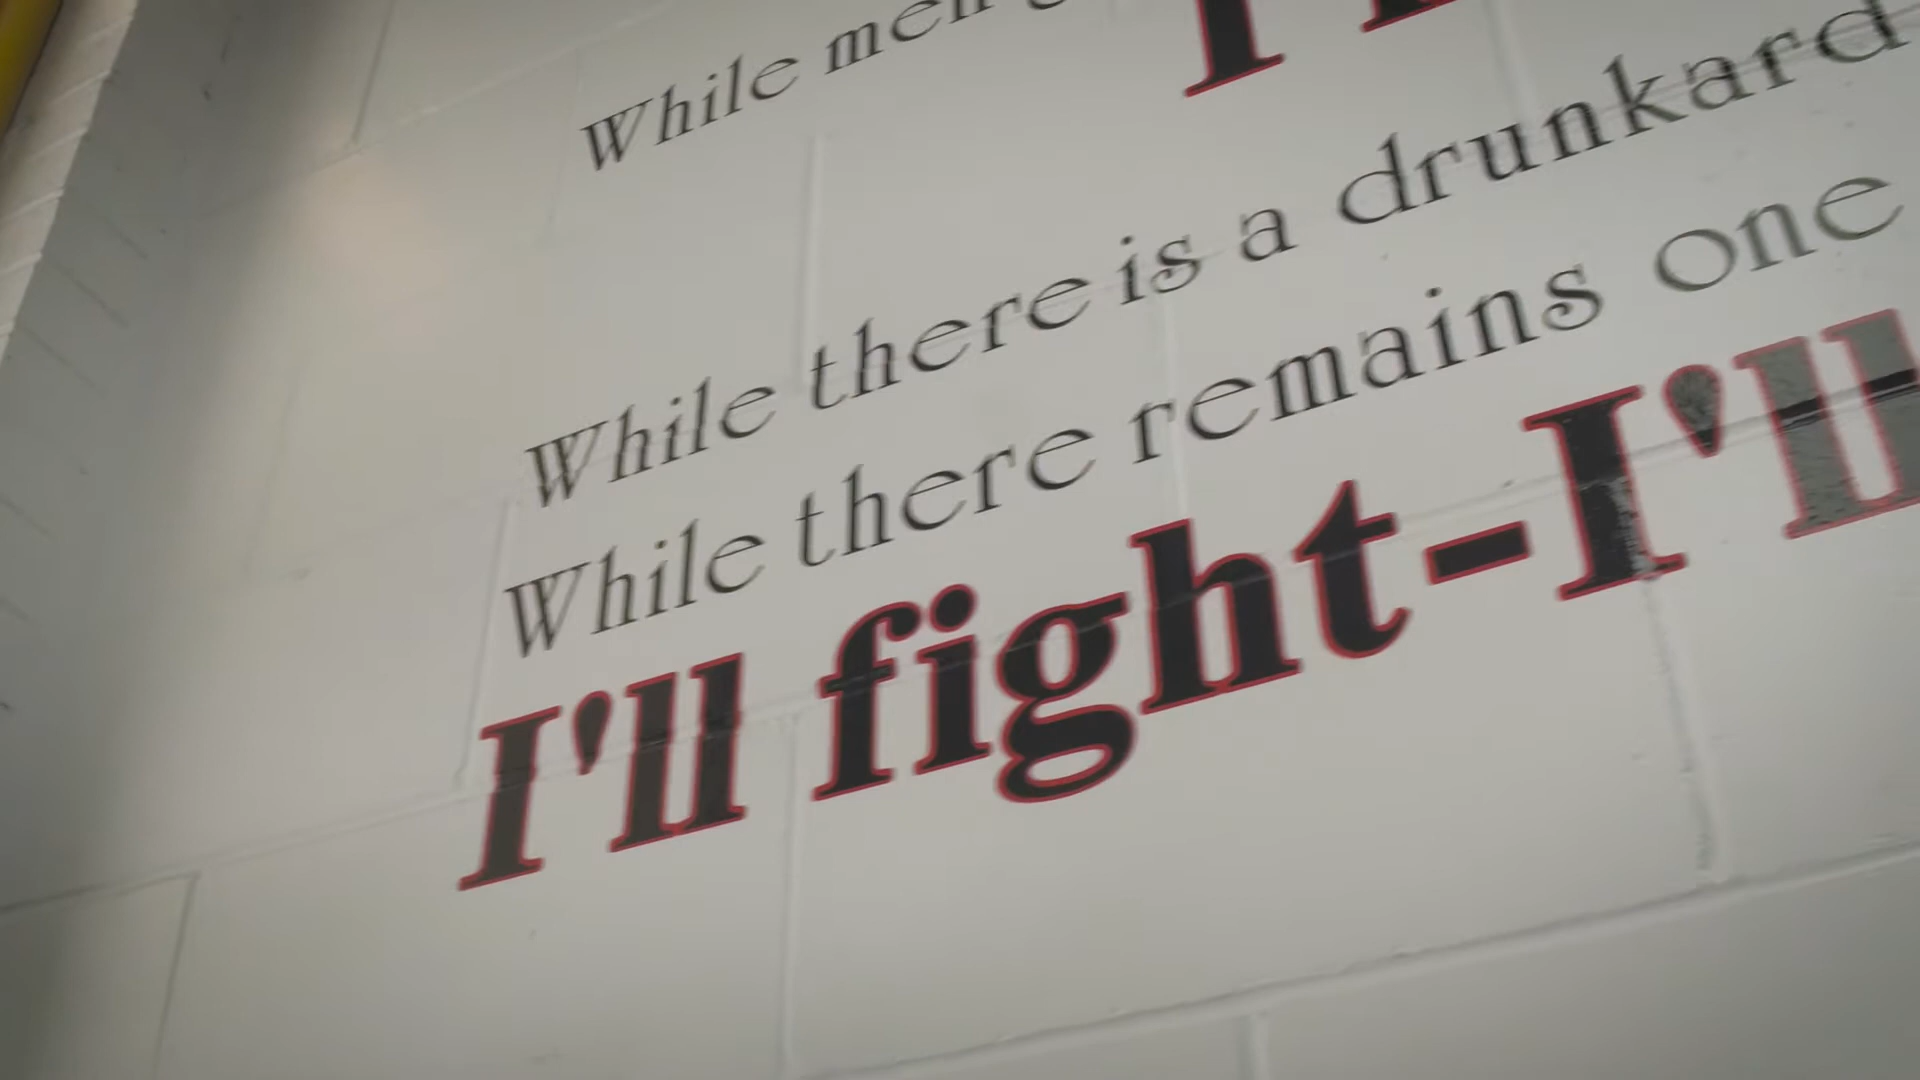 While men
While there is a drunkard
While there remains one
I'll fight-I'll